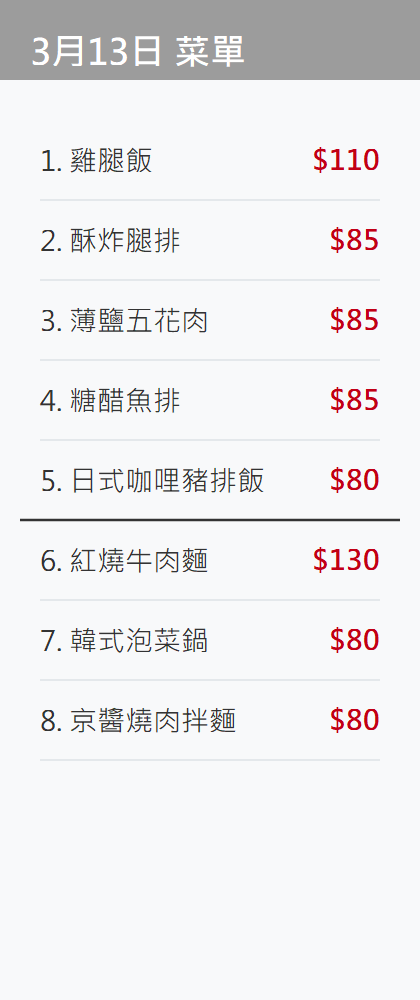 3月13日 菜單
1. 雞腿飯 $110
2. 酥炸腿排 $85
3. 薄鹽五花肉 $85
4. 糖醋魚排 $85
5. 日式咖哩豬排飯 $80
6. 紅燒牛肉麵 $130
7. 韓式泡菜鍋 $80
8. 京醬燒肉拌麵 $80